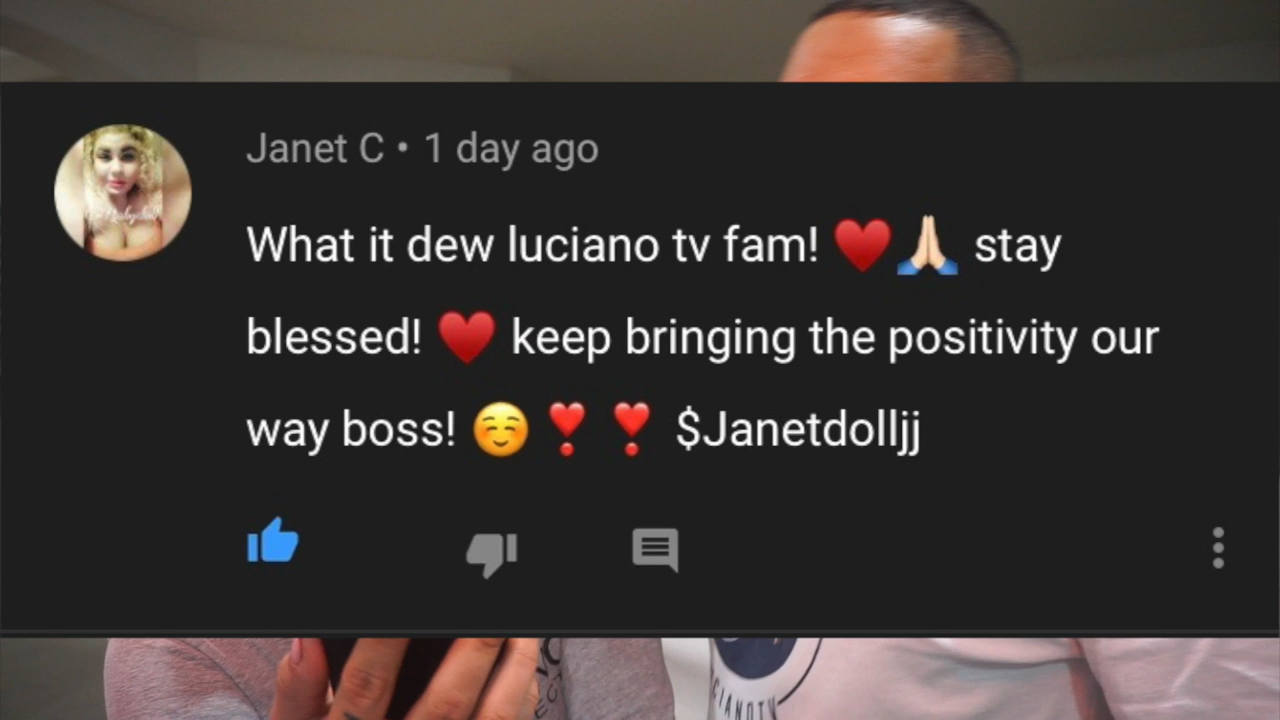 Janet C • 1 day ago
What it dew luciano tv fam! ♥️🙏🏻 stay
blessed! ♥️ keep bringing the positivity our
way boss! ☺️❣️❣️ $Janetdolljj
CIANOTV